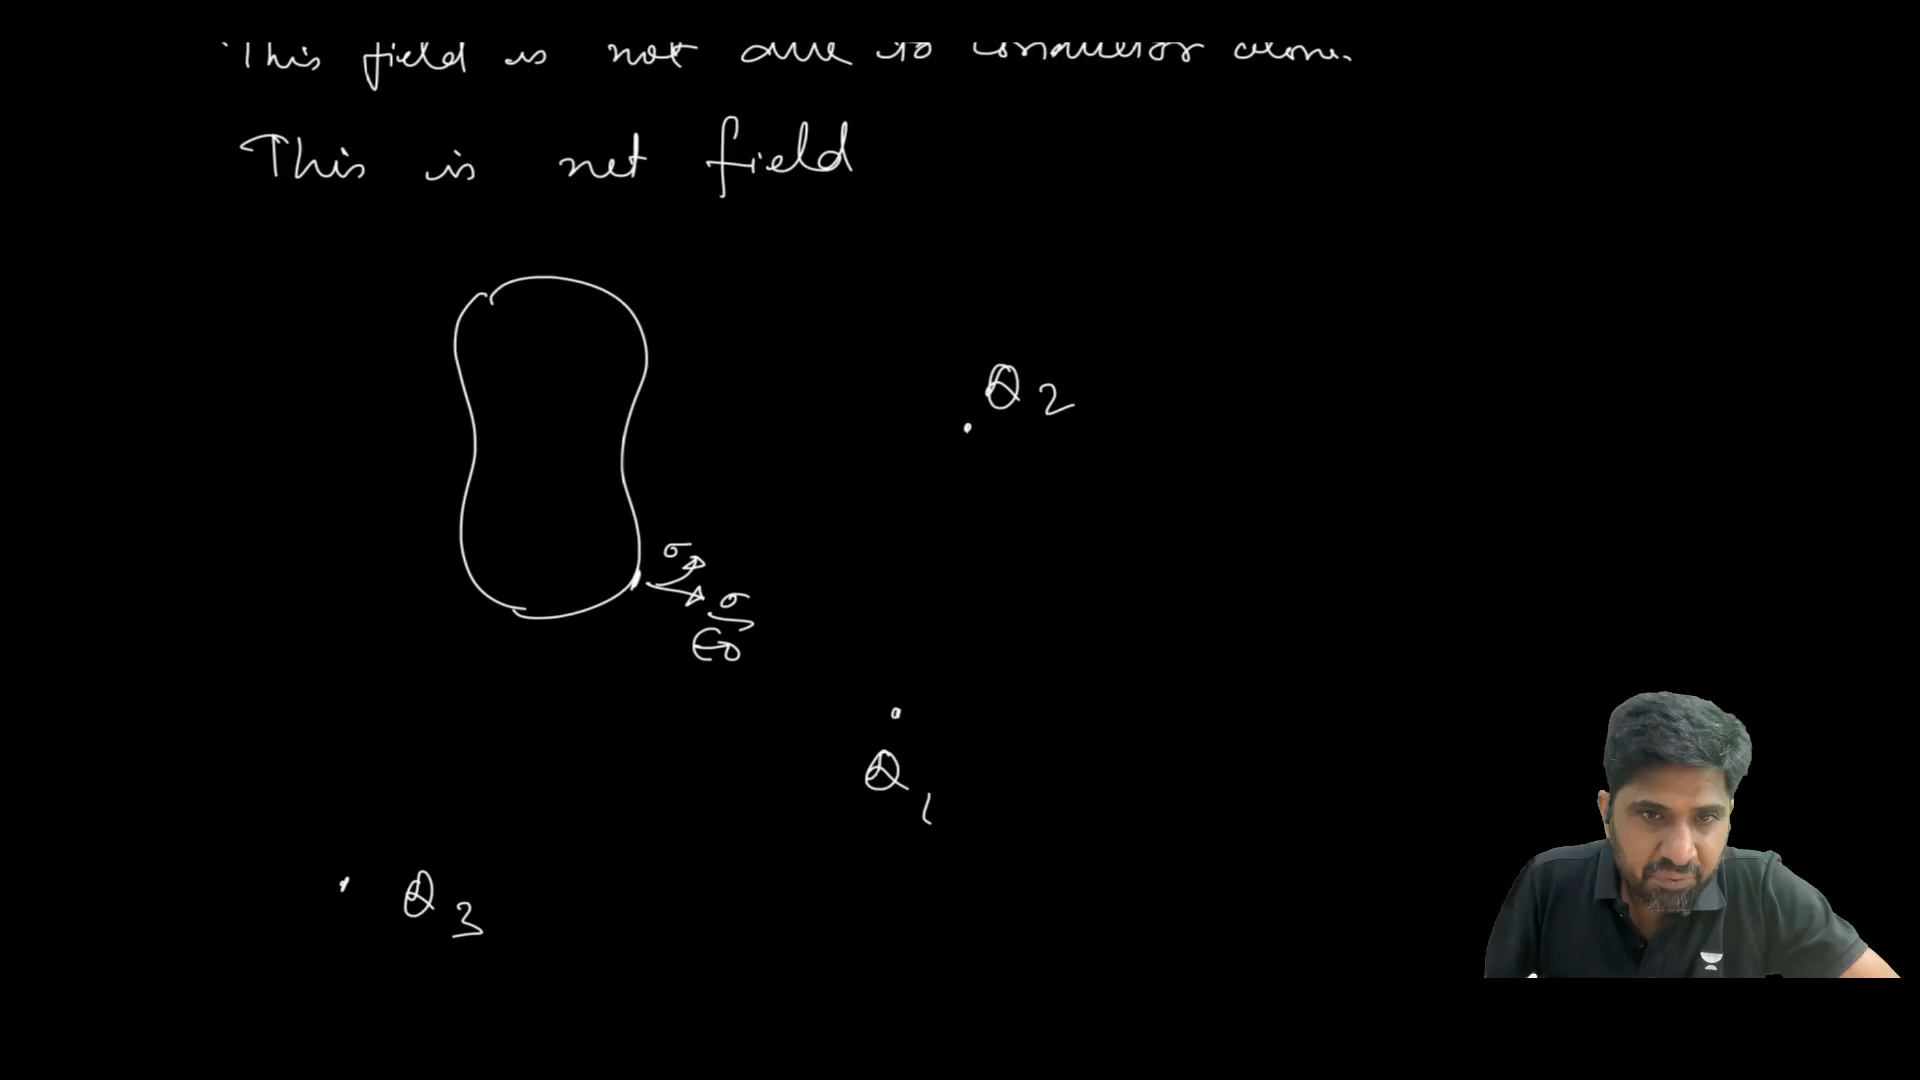 This field is not due to conductor alone.
This is net field
Q2
σ
σ
ϵ0
Q1
Q3